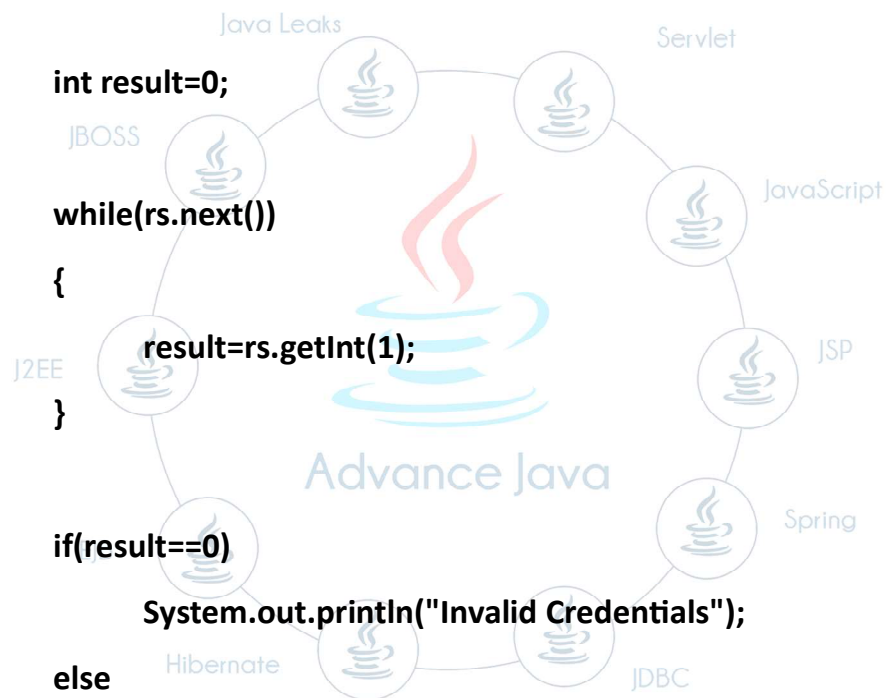 Java Leaks
Servlet
int result=0;
JBOSS
JavaScript
while(rs.next())
{
result=rs.getInt(1);
JSP
J2EE
}
Advance Java
Spring
if(result==0)
System.out.println("Invalid Credentials");
Hibernate
else
JDBC